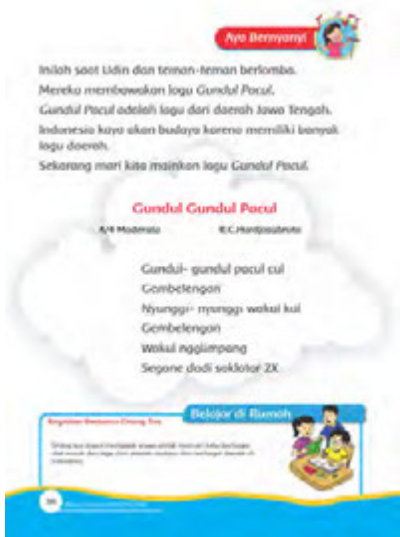 Ayo Bernyanyi
Inilah saat Udin dan teman-teman berlomba.
Mereka membawakan lagu Gundul Pacul.
Gundul Pacul adalah lagu dari daerah Jawa Tengah.
Indonesia kaya akan budaya karena memiliki banyak
lagu daerah.
Sekarang mari kita mainkan lagu Gundul Pacul.
Gundul Gundul Pacul
4/4 Moderato
R.C.Hardjosubroto
Gundul- gundul pacul cul
Gembelengan
Nyunggi- nyunggi wakul kul
Gembelengan
Wakul ngglimpang
Segane dadi saklatar 2X
Belajar di Rumah